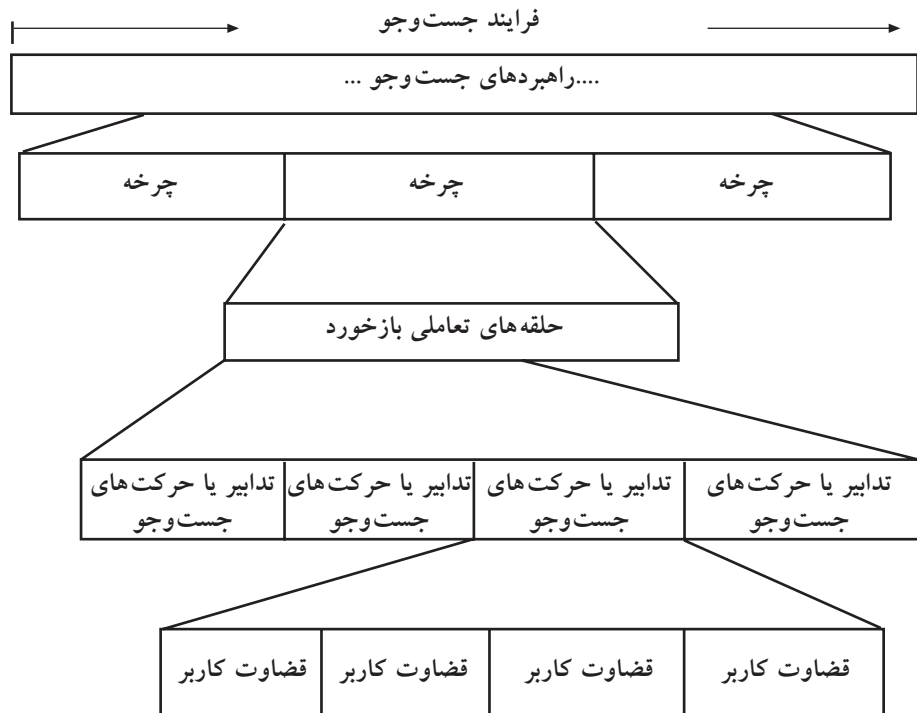 فرایند جست‌وجو
....راهبردهای جست‌وجو ...
چرخه
چرخه
چرخه
حلقه‌های تعاملی بازخورد
تدابیر یا حرکت‌های
جست‌وجو
تدابیر یا حرکت‌های
جست‌وجو
تدابیر یا حرکت‌های
جست‌وجو
تدابیر یا حرکت‌های
جست‌وجو
قضاوت کاربر
قضاوت کاربر
قضاوت کاربر
قضاوت کاربر